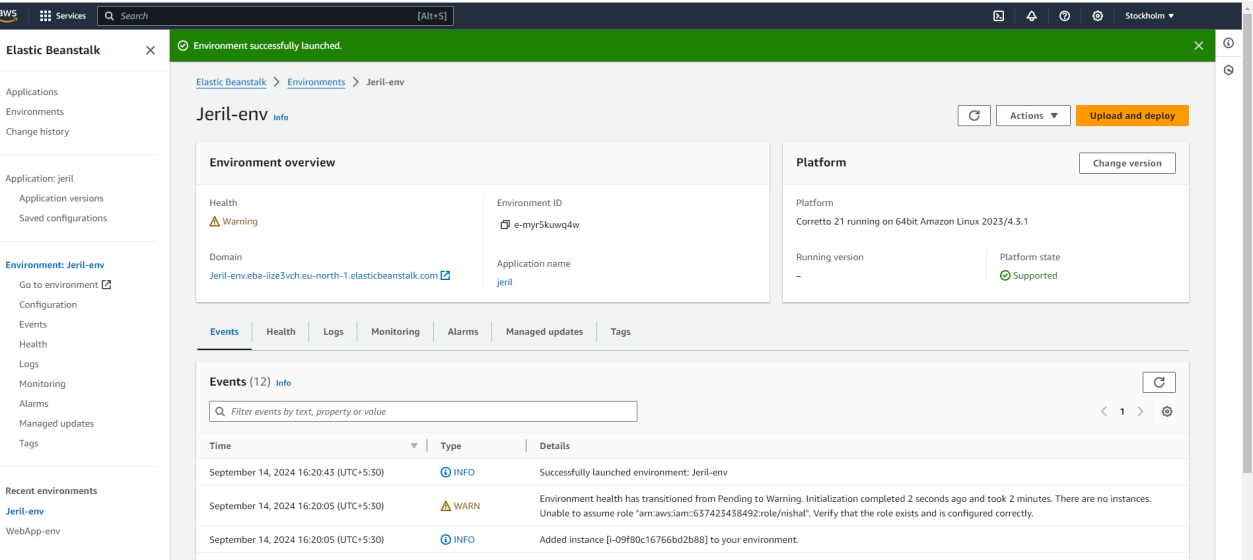 aws
Services
Search
[Alt+S]
Stockholm ▼
Elastic Beanstalk
Applications
Environments
Change history
Application: jeril
Application versions
Saved configurations
Environment: Jeril-env
Go to environment
Configuration
Events
Health
Logs
Monitoring
Alarms
Managed updates
Tags
Recent environments
Jeril-env
WebApp-env
Environment successfully launched.
Elastic Beanstalk > Environments > Jeril-env
Jeril-env Info
Actions ▼
Upload and deploy
Environment overview
Health
Warning
Environment ID
e-myr5kuwq4w
Domain
Jeril-env.eba-iize3vch.eu-north-1.elasticbeanstalk.com
Application name
jeril
Platform
Change version
Platform
Corretto 21 running on 64bit Amazon Linux 2023/4.3.1
Running version
–
Platform state
Supported
Events Health Logs Monitoring Alarms Managed updates Tags
Events (12) Info
Filter events by text, property or value
1
Time Type Details
September 14, 2024 16:20:43 (UTC+5:30) INFO Successfully launched environment: Jeril-env
September 14, 2024 16:20:05 (UTC+5:30) WARN Environment health has transitioned from Pending to Warning. Initialization completed 2 seconds ago and took 2 minutes. There are no instances.
Unable to assume role "arn:aws:iam::637423438492:role/nishal". Verify that the role exists and is configured correctly.
September 14, 2024 16:20:05 (UTC+5:30) INFO Added instance [i-09f80c16766bd2b88] to your environment.